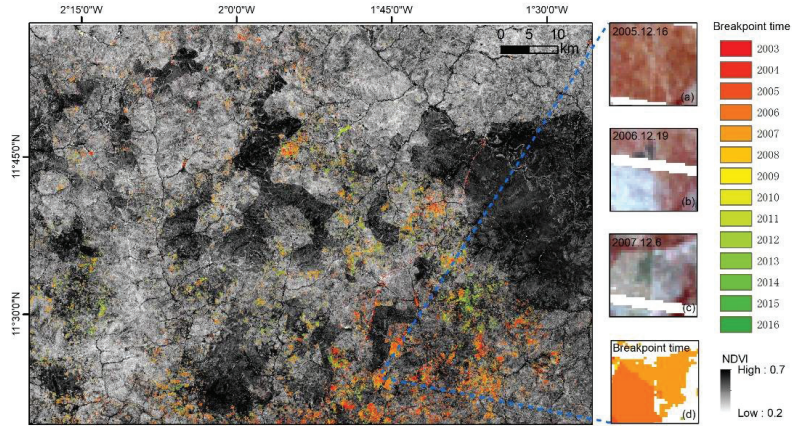 2°15'0"W
2°0'0"W
1°45'0"W
1°30'0"W
0 5 10
km
11°45'0"N
11°30'0"N
2005.12.16
(a)
2006.12.19
(b)
2007.12.6
(c)
Breakpoint time
(d)
Breakpoint time
2003
2004
2005
2006
2007
2008
2009
2010
2011
2012
2013
2014
2015
2016
NDVI
High : 0.7
Low : 0.2